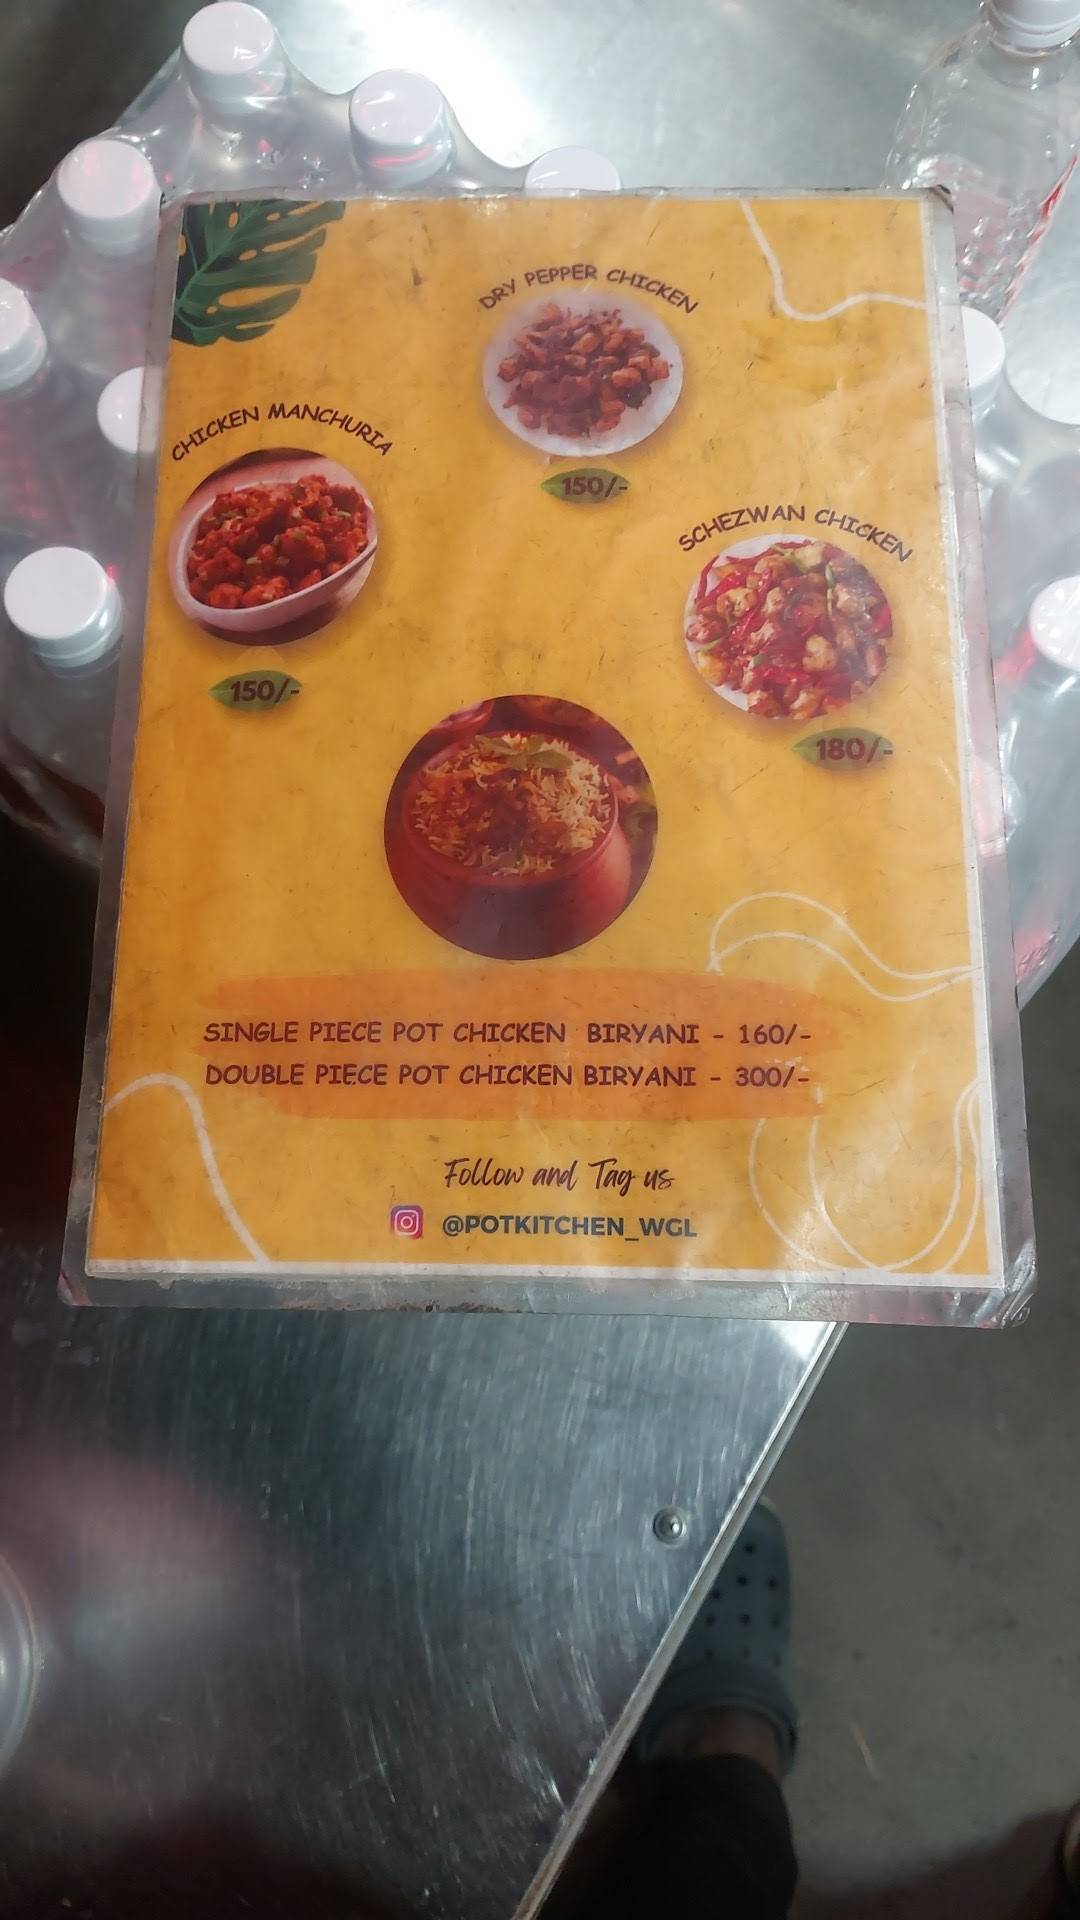 DRY PEPPER CHICKEN
150/-
CHICKEN MANCHURIA
150/-
SCHEZWAN CHICKEN
180/-
SINGLE PIECE POT CHICKEN BIRYANI - 160/-
DOUBLE PIECE POT CHICKEN BIRYANI - 300/-
Follow and Tag us
@POTKITCHEN_WGL